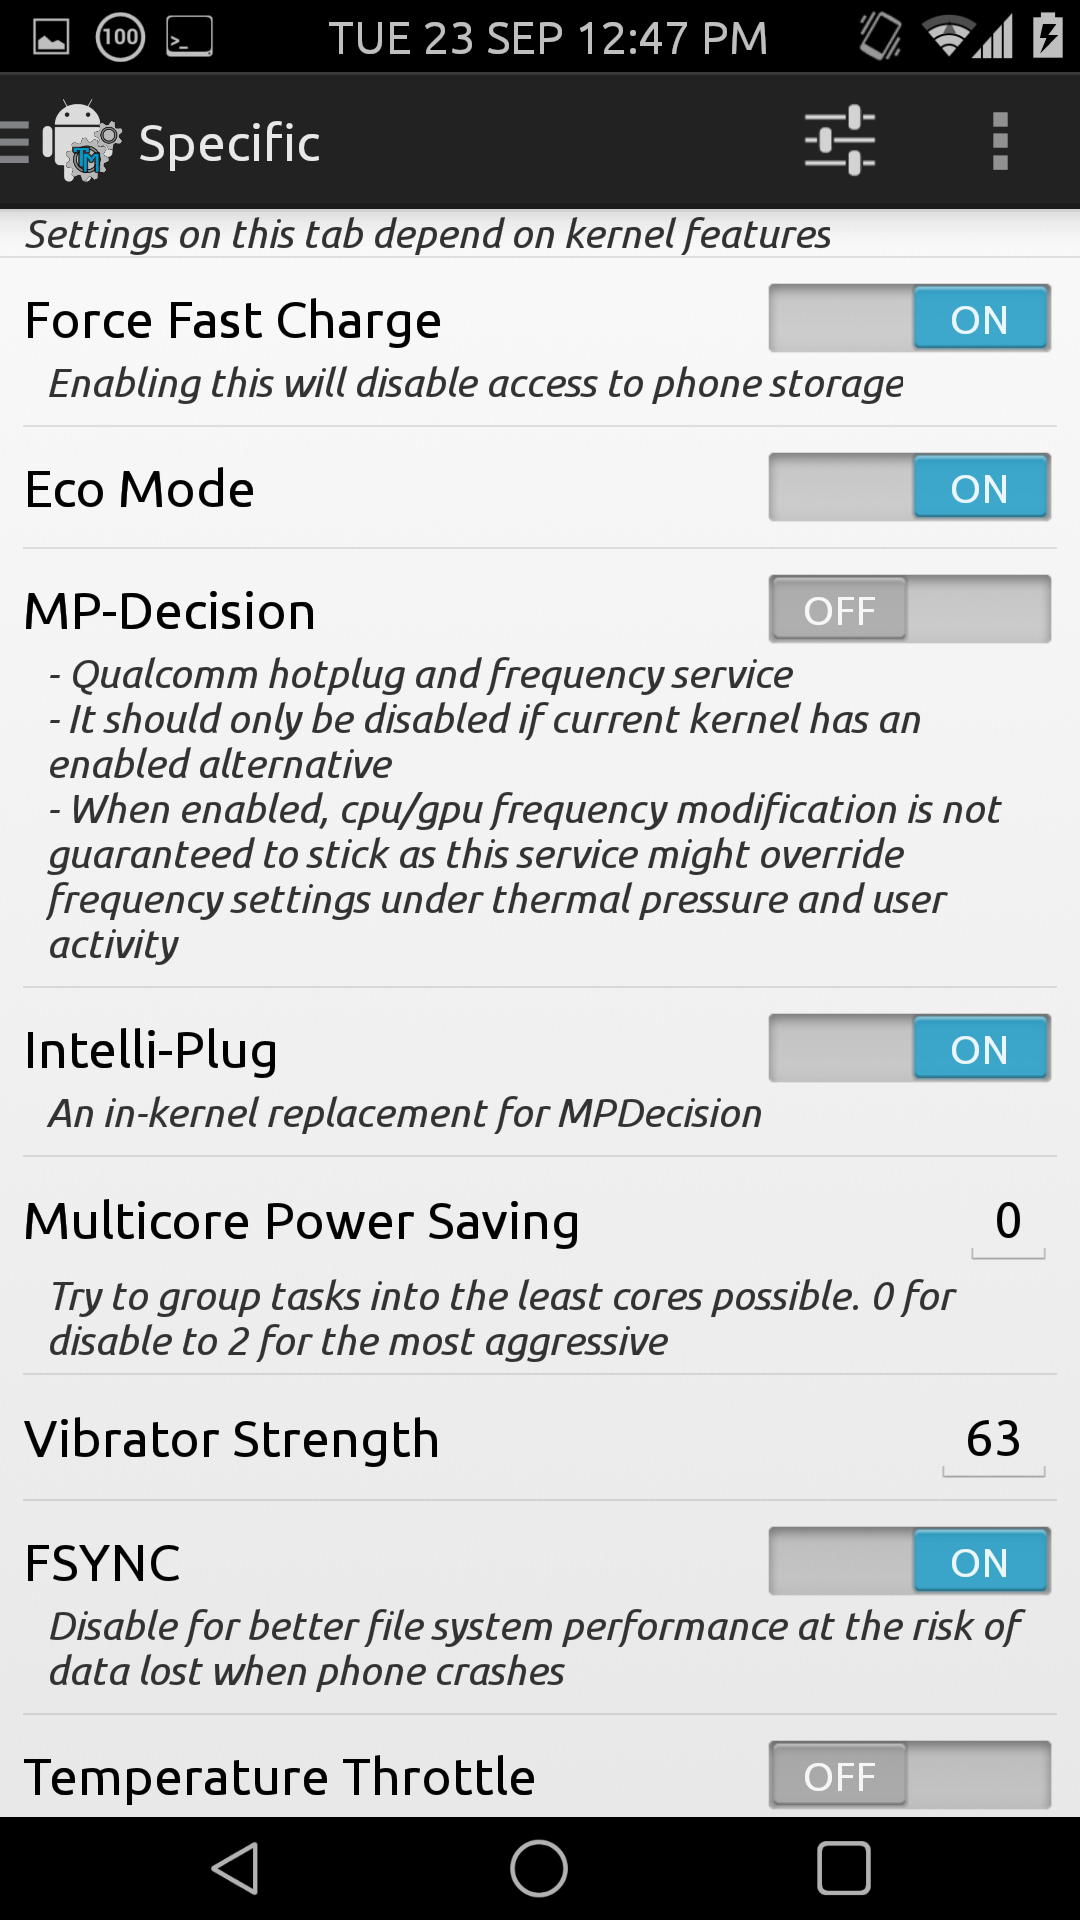 100 >_ TUE 23 SEP 12:47 PM
TM Specific
Settings on this tab depend on kernel features
Force Fast Charge ON
Enabling this will disable access to phone storage
Eco Mode ON
MP-Decision OFF
- Qualcomm hotplug and frequency service
- It should only be disabled if current kernel has an
enabled alternative
- When enabled, cpu/gpu frequency modification is not
guaranteed to stick as this service might override
frequency settings under thermal pressure and user
activity
Intelli-Plug ON
An in-kernel replacement for MPDecision
Multicore Power Saving 0
Try to group tasks into the least cores possible. 0 for
disable to 2 for the most aggressive
Vibrator Strength 63
FSYNC ON
Disable for better file system performance at the risk of
data lost when phone crashes
Temperature Throttle OFF